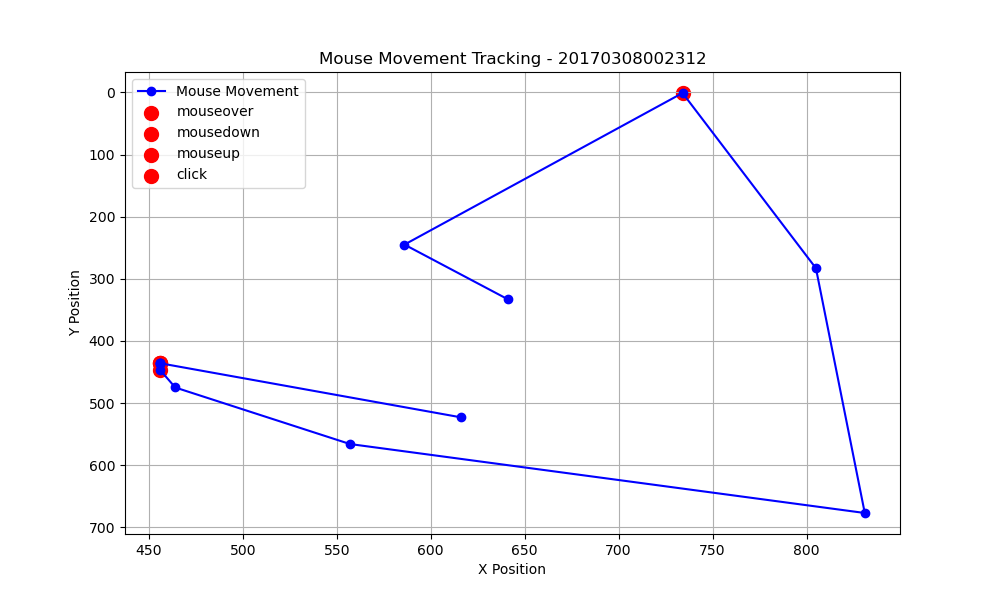 Mouse Movement Tracking - 20170308002312
Mouse Movement
mouseover
mousedown
mouseup
click
0
100
200
300
400
500
600
700
Y Position
450 500 550 600 650 700 750 800
X Position